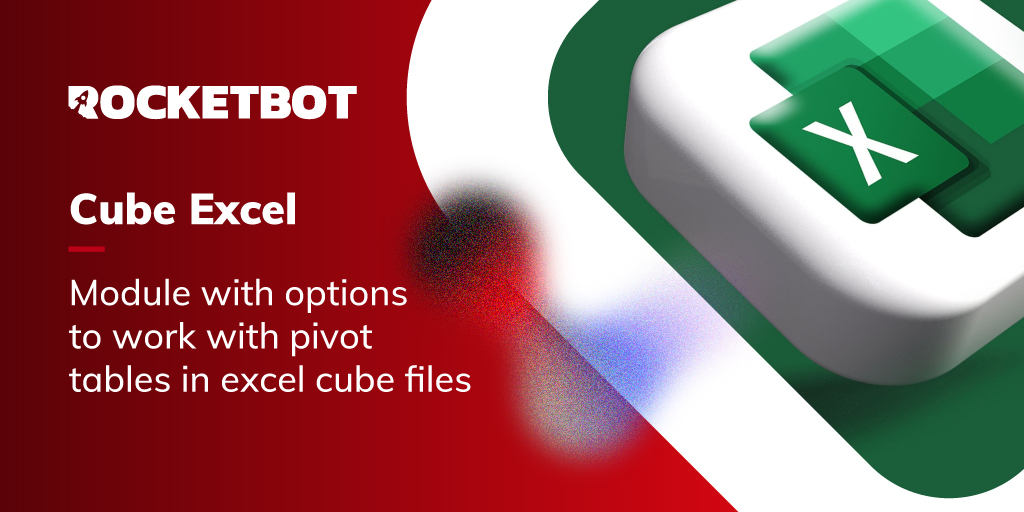 ROCKETBOT
Cube Excel
Module with options
to work with pivot
tables in excel cube files
X